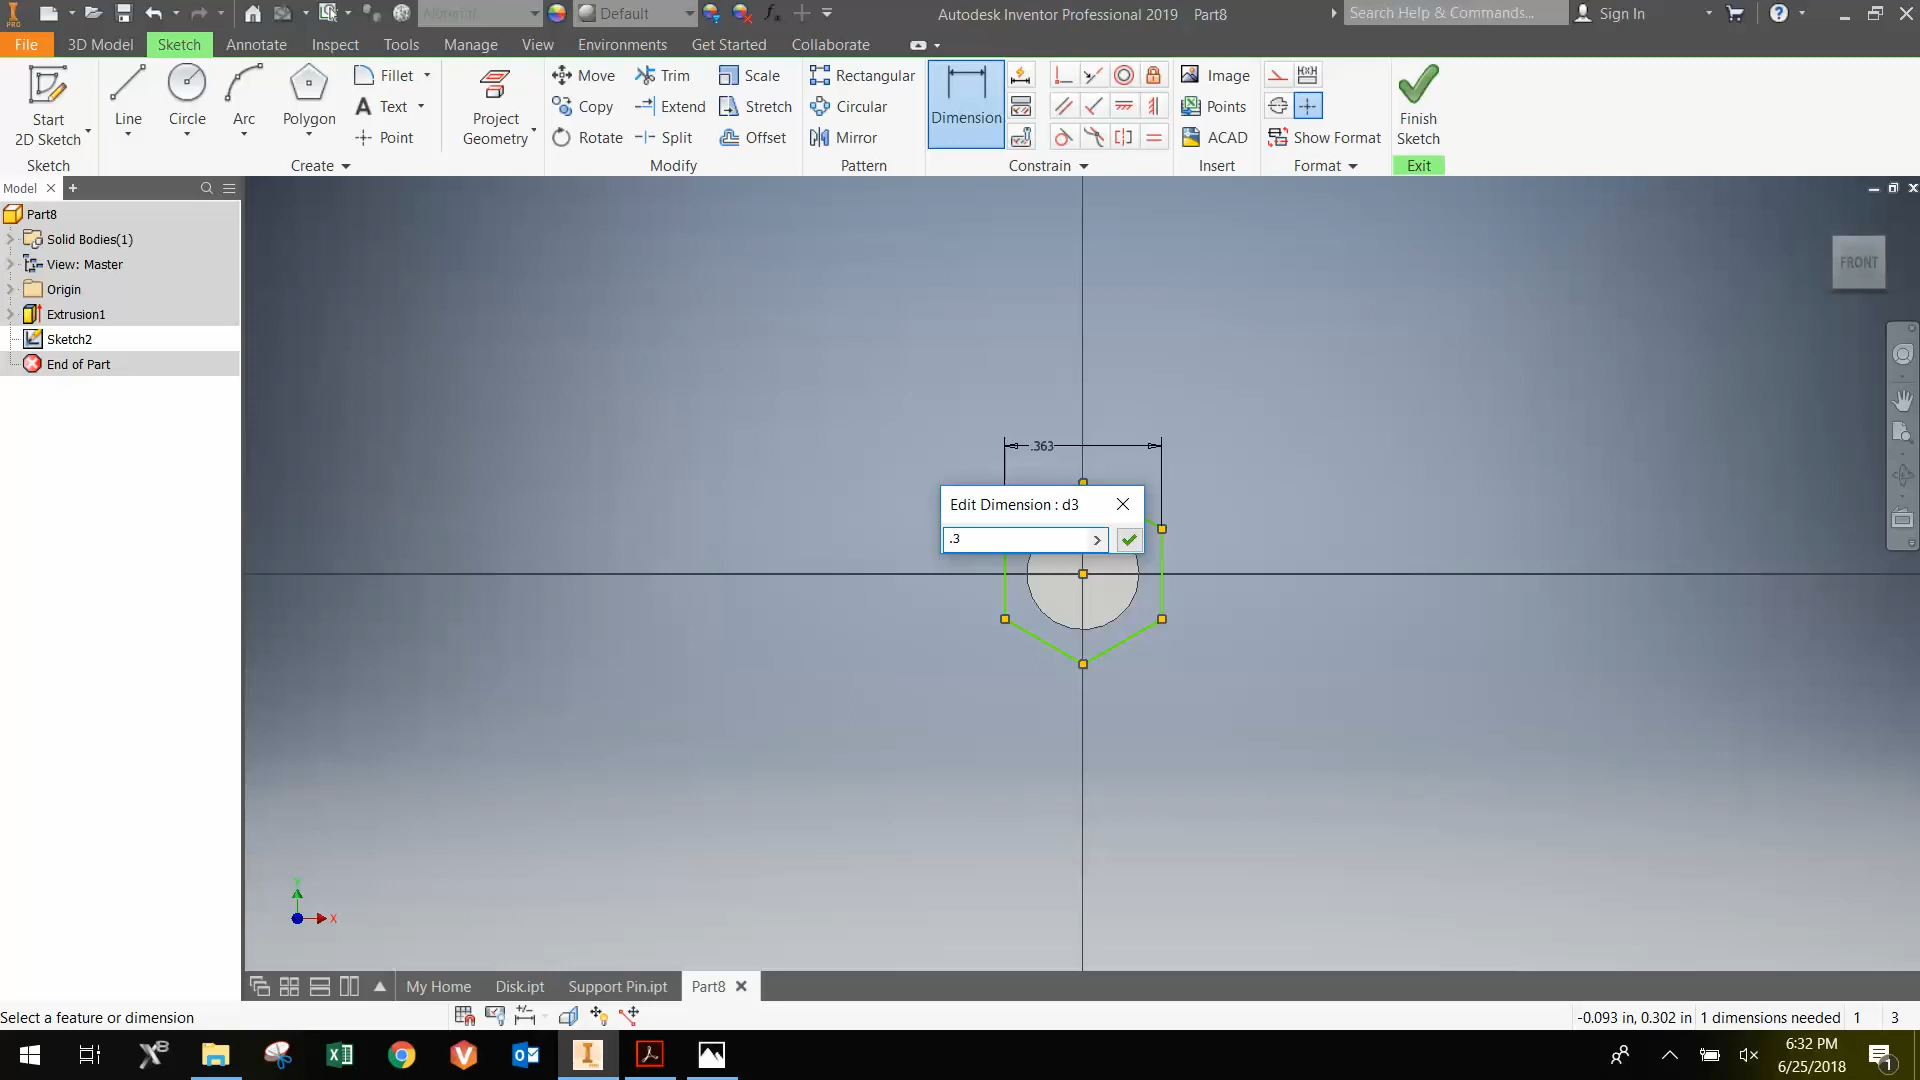 Material
Default
Autodesk Inventor Professional 2019 Part8
Search Help & Commands...
Sign In
PRO
File
3D Model
Sketch
Annotate
Inspect
Tools
Manage
View
Environments
Get Started
Collaborate
Start
2D Sketch
Line
Circle
Arc
Polygon
Fillet
Text
Point
Project
Geometry
Move
Copy
Rotate
Trim
Extend
Split
Scale
Stretch
Offset
Rectangular
Circular
Mirror
Dimension
Image
Points
ACAD
Show Format
Finish
Sketch
Sketch
Create
Modify
Pattern
Constrain
Insert
Format
Exit
Model
Part8
Solid Bodies(1)
View: Master
Origin
Extrusion1
Sketch2
End of Part
FRONT
.363
Edit Dimension : d3
.3
Y
X
My Home
Disk.ipt
Support Pin.ipt
Part8
Select a feature or dimension
-0.093 in, 0.302 in
1 dimensions needed
1
3
6:32 PM
6/25/2018
1